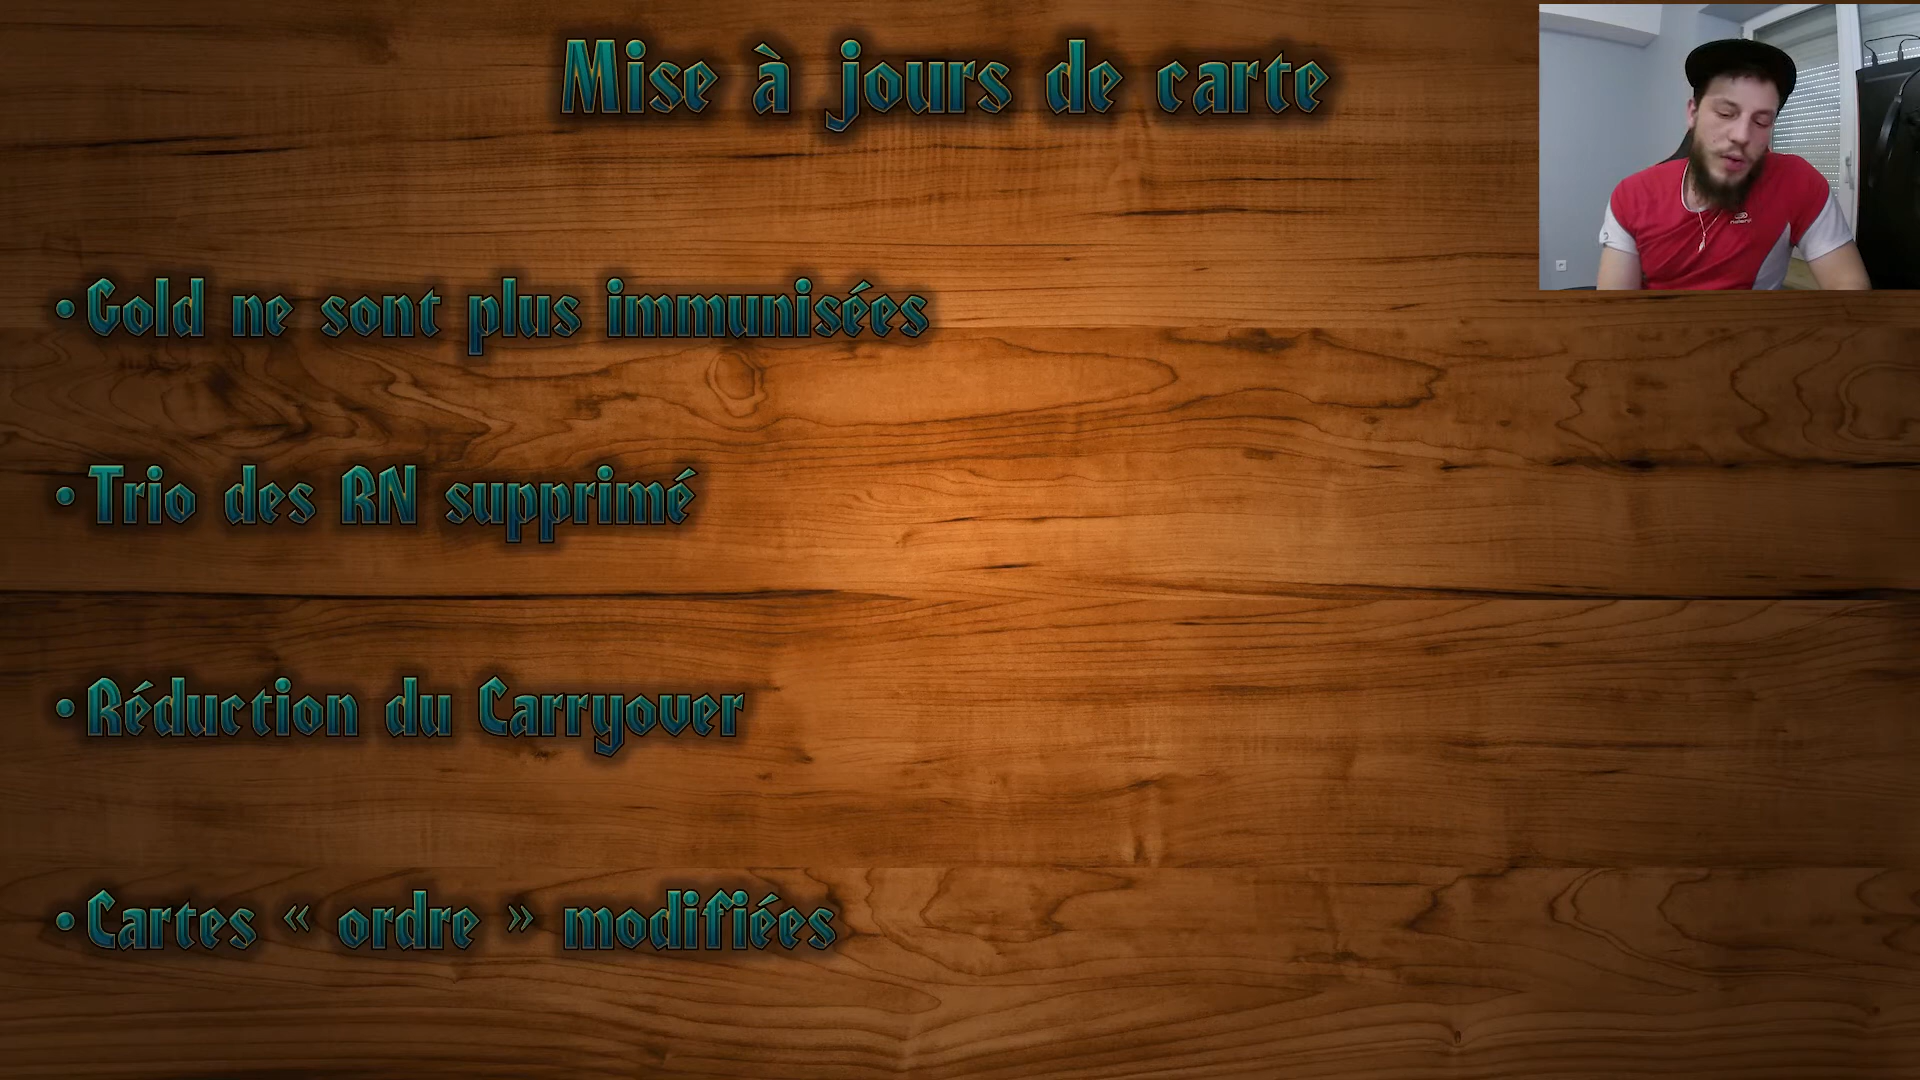 Mise à jours de carte
• Gold ne sont plus immunisées
• Trio des RN supprimé
• Réduction du Carryover
• Cartes « ordre » modifiées